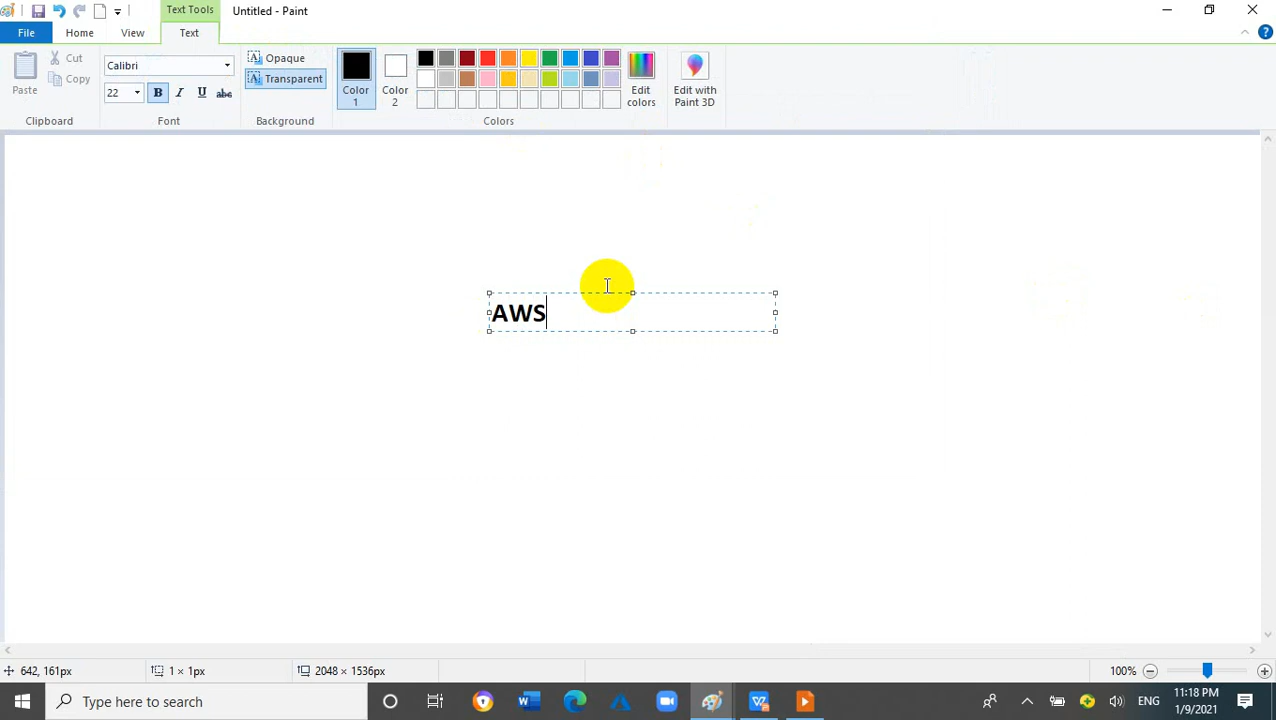 Text Tools
Untitled - Paint
File
Home
View
Text
Paste
Cut
Copy
Clipboard
Calibri
22
B
I
U
abc
Font
Opaque
Transparent
Background
Color 1
Color 2
Edit colors
Edit with Paint 3D
Colors
AWS
642, 161px
1 × 1px
2048 × 1536px
100%
Type here to search
ENG
11:18 PM
1/9/2021